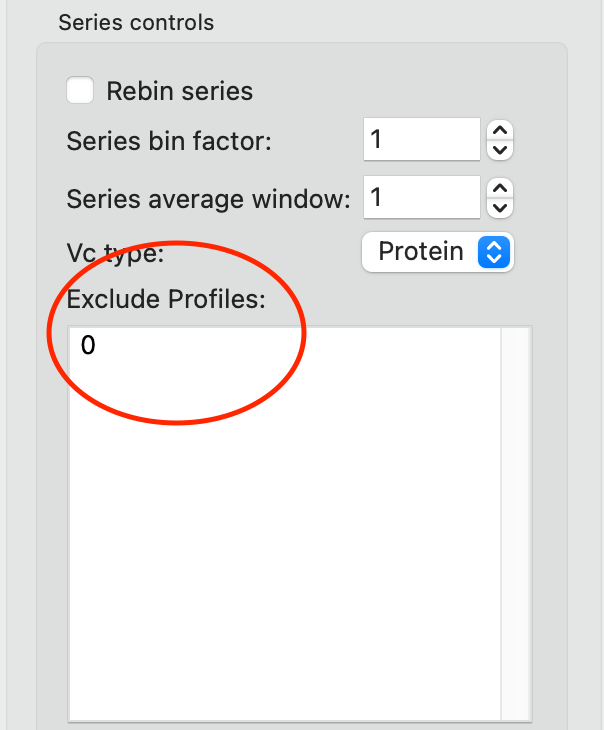 Series controls
Rebin series
Series bin factor: 1
Series average window: 1
Vc type: Protein
Exclude Profiles:
0